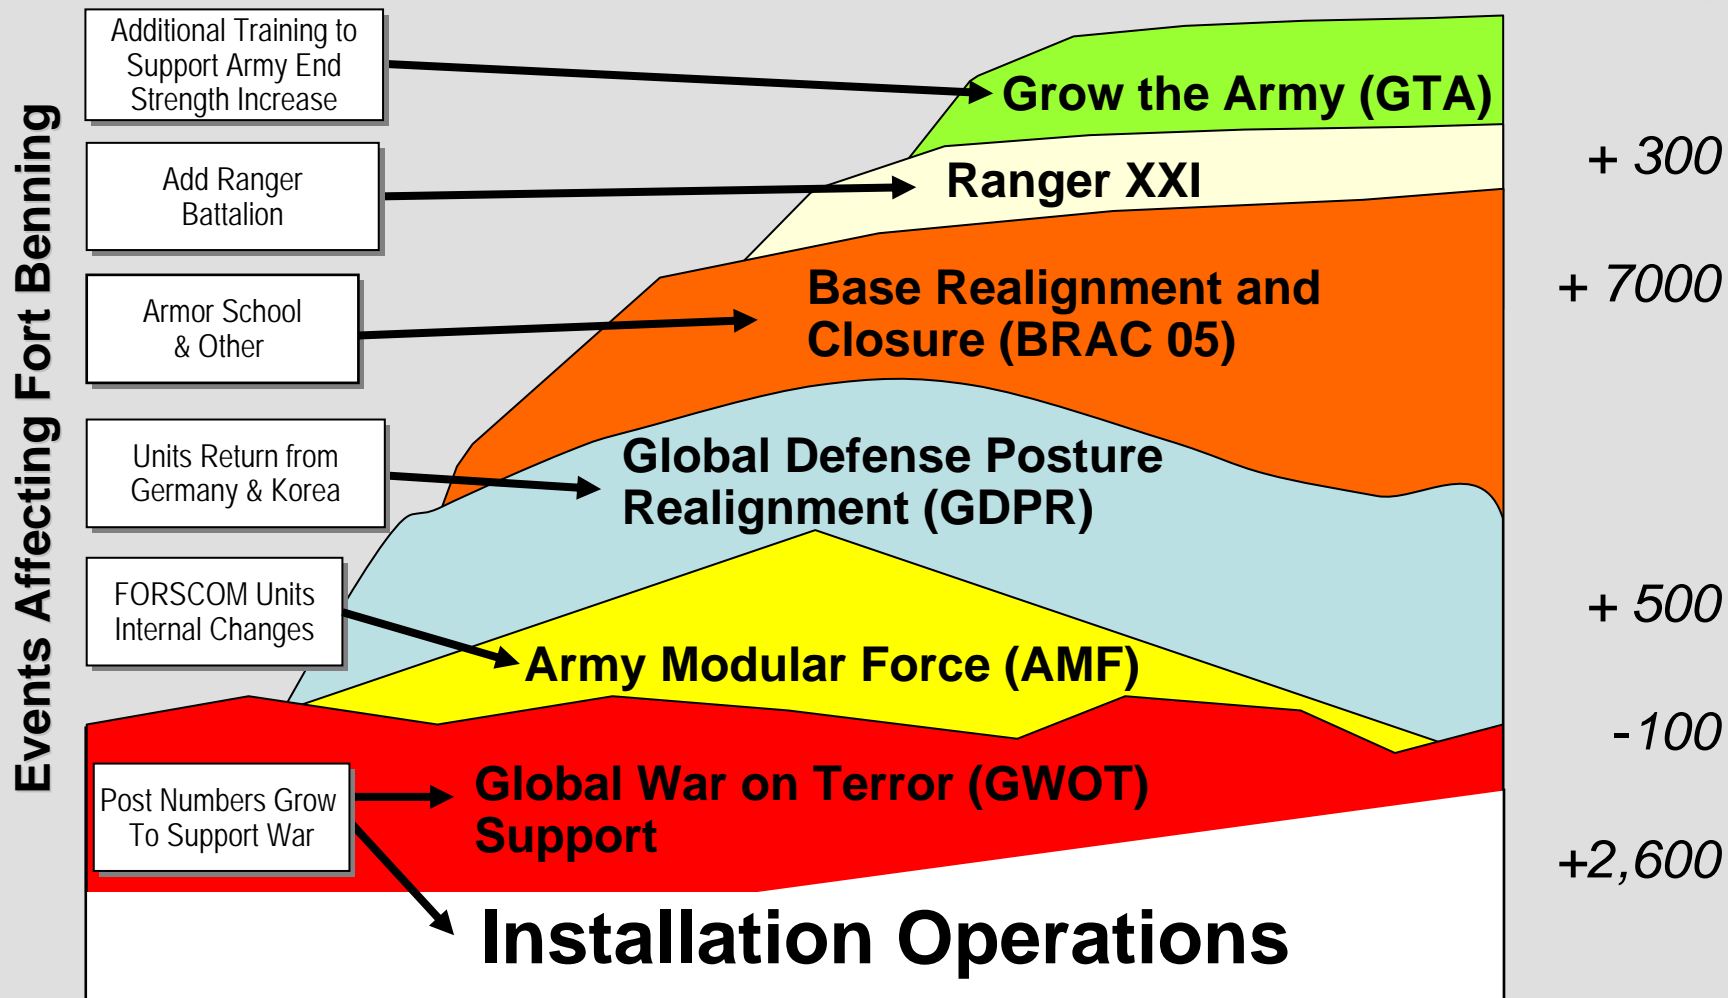 Events Affecting Fort Benning
Additional Training to
Support Army End
Strength Increase
Grow the Army (GTA)
Add Ranger
Battalion
Ranger XXI
+ 300
Armor School
& Other
Base Realignment and
Closure (BRAC 05)
+ 7000
Units Return from
Germany & Korea
Global Defense Posture
Realignment (GDPR)
+ 500
FORSCOM Units
Internal Changes
Army Modular Force (AMF)
-100
Post Numbers Grow
To Support War
Global War on Terror (GWOT)
Support
+2,600
Installation Operations